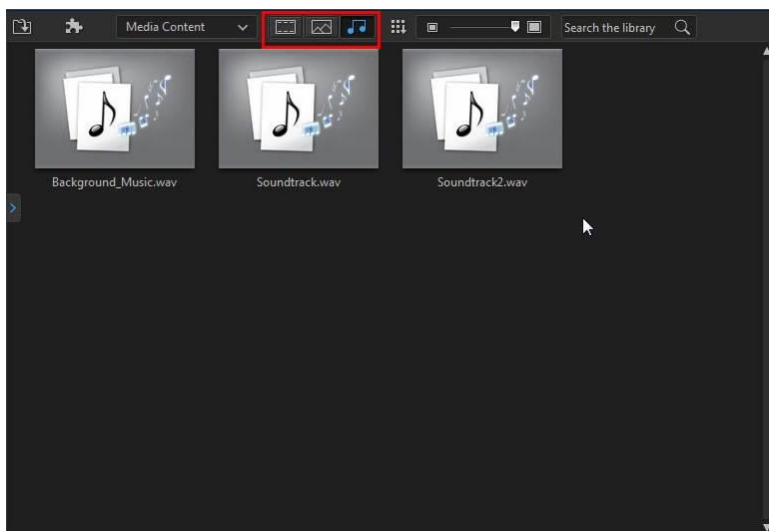 Media Content
Search the library
Background_Music.wav
Soundtrack.wav
Soundtrack2.wav